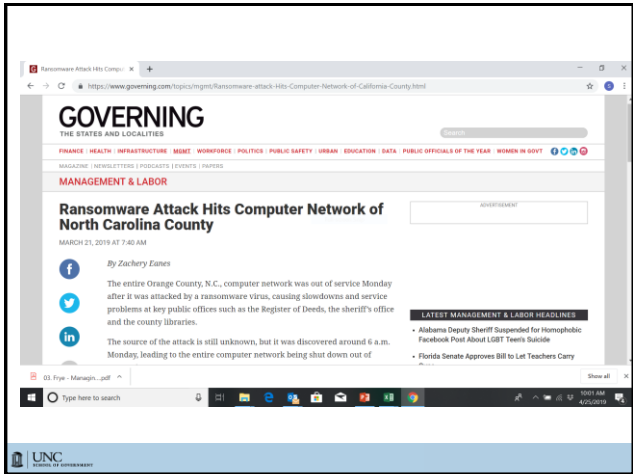 Ransomware Attack Hits Compu
https://www.governing.com/topics/mgmt/Ransomware-attack-Hits-Computer-Network-of-California-County.html
S
GOVERNING
THE STATES AND LOCALITIES
Search
FINANCE | HEALTH | INFRASTRUCTURE | MGMT | WORKFORCE | POLITICS | PUBLIC SAFETY | URBAN | EDUCATION | DATA | PUBLIC OFFICIALS OF THE YEAR | WOMEN IN GOVT
MAGAZINE | NEWSLETTERS | PODCASTS | EVENTS | PAPERS
MANAGEMENT & LABOR
Ransomware Attack Hits Computer Network of
North Carolina County
MARCH 21, 2019 AT 7:40 AM
By Zachery Eanes
The entire Orange County, N.C., computer network was out of service Monday
after it was attacked by a ransomware virus, causing slowdowns and service
problems at key public offices such as the Register of Deeds, the sheriff's office
and the county libraries.
The source of the attack is still unknown, but it was discovered around 6 a.m.
Monday, leading to the entire computer network being shut down out of
ADVERTISEMENT
LATEST MANAGEMENT & LABOR HEADLINES
• Alabama Deputy Sheriff Suspended for Homophobic
Facebook Post About LGBT Teen's Suicide
• Florida Senate Approves Bill to Let Teachers Carry
03. Frye - Managin....pdf
Show all
Type here to search
10:01 AM
4/25/2019
UNC
SCHOOL OF GOVERNMENT